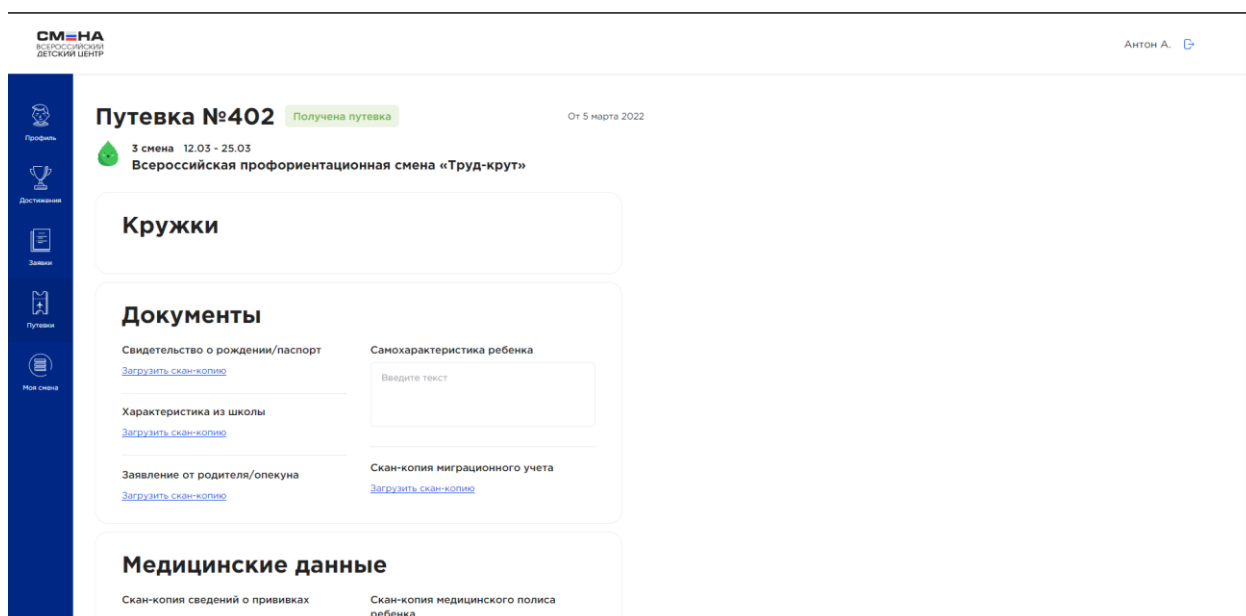 СМЕНА
ВСЕРОССИЙСКИЙ
ДЕТСКИЙ ЦЕНТР
Антон А.
Профиль
Достижения
Заявки
Путевки
Моя смена
Путевка №402
Получена путевка
От 5 марта 2022
3 смена 12.03 - 25.03
Всероссийская профориентационная смена «Труд-крут»
Кружки
Документы
Свидетельство о рождении/паспорт
Загрузить скан-копию
Характеристика из школы
Загрузить скан-копию
Заявление от родителя/опекуна
Загрузить скан-копию
Самохарактеристика ребенка
Введите текст
Скан-копия миграционного учета
Загрузить скан-копию
Медицинские данные
Скан-копия сведений о прививках
Скан-копия медицинского полиса
ребенка